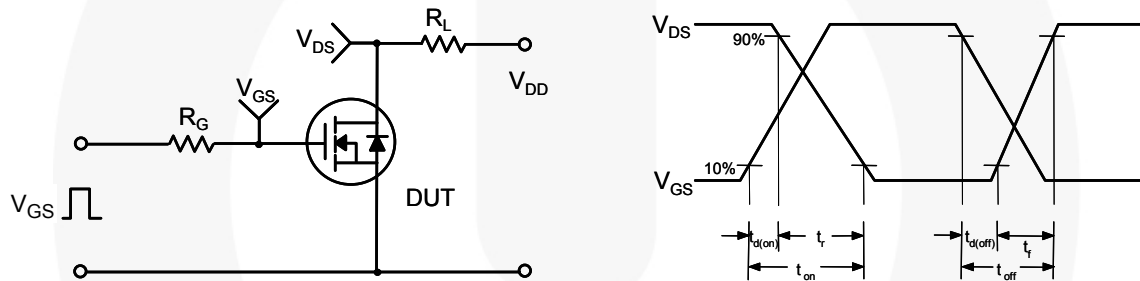 R_L
V_DS
V_DD
V_GS
R_G
DUT
V_GS
V_DS
90%
V_GS
10%
t_d(on)
t_r
t_on
t_d(off)
t_f
t_off